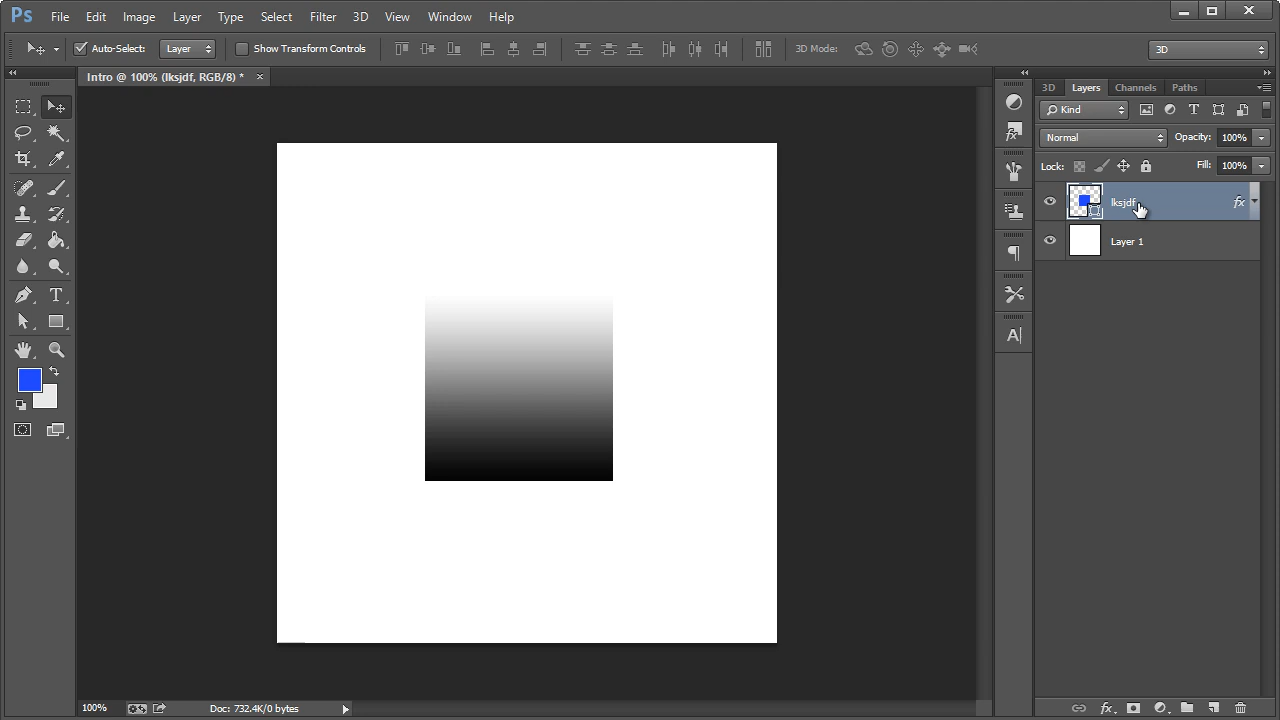 Ps File Edit Image Layer Type Select Filter 3D View Window Help
Auto-Select: Layer Show Transform Controls 3D Mode: 3D
Intro @ 100% (lksjdf, RGB/8) * ×
3D Layers Channels Paths
Kind T
Normal Opacity: 100%
Lock: Fill: 100%
lksjdf fx
Layer 1
100% Doc: 732.4K/0 bytes